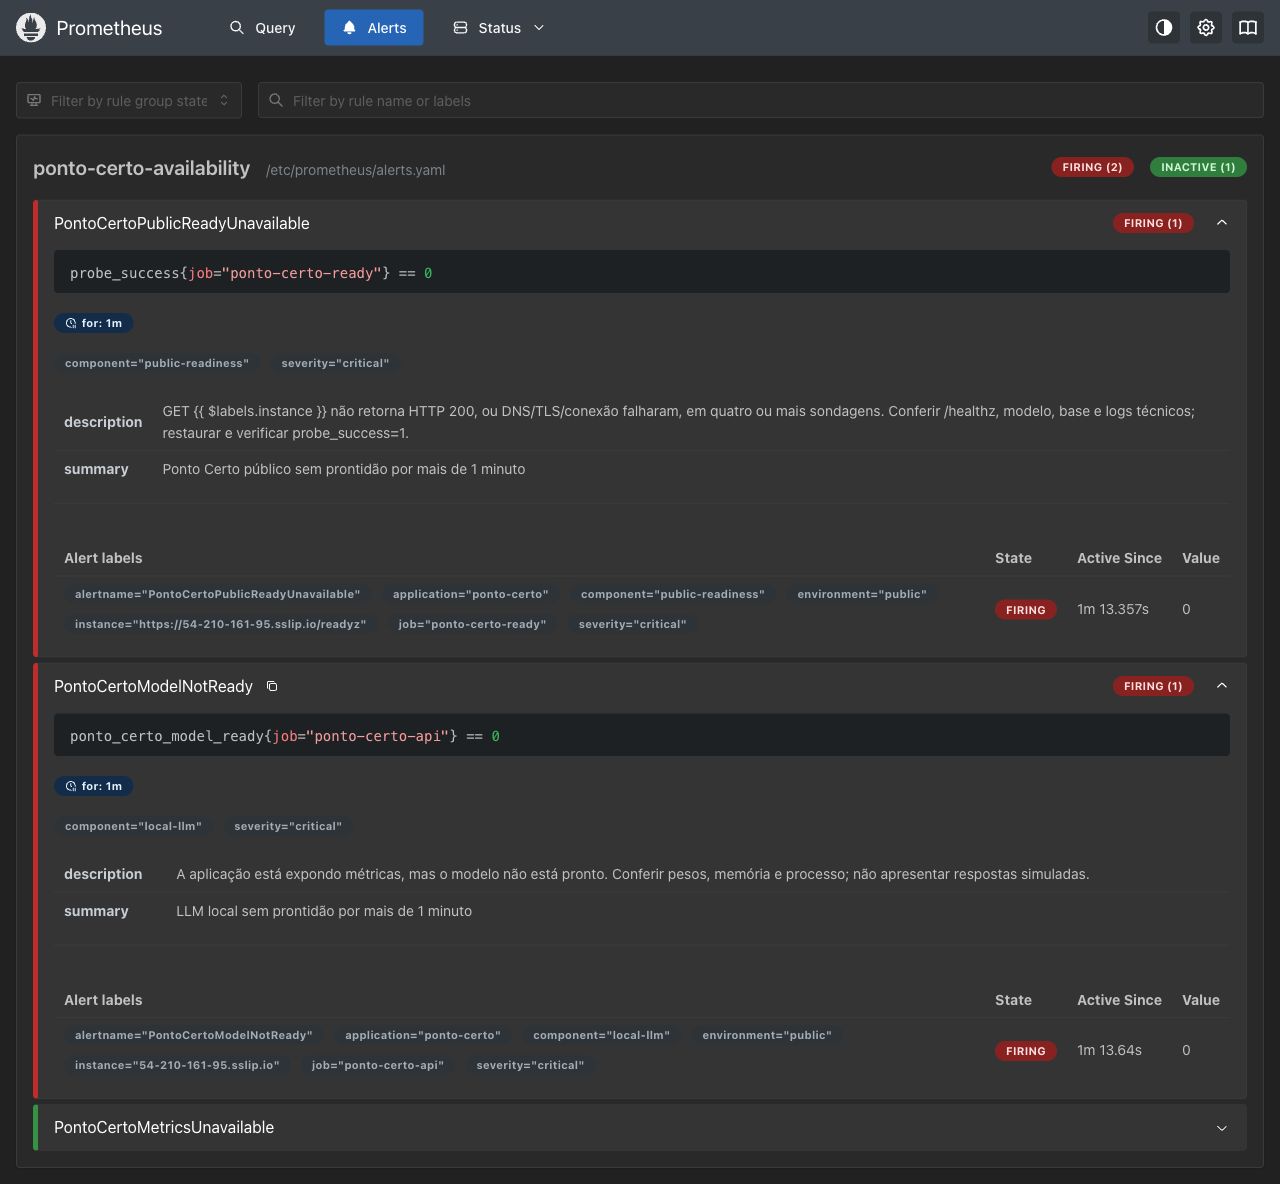 Prometheus Query Alerts Status
Filter by rule group state Filter by rule name or labels
ponto-certo-availability /etc/prometheus/alerts.yaml FIRING (2) INACTIVE (1)
PontoCertoPublicReadyUnavailable FIRING (1)
probe_success{job="ponto-certo-ready"} == 0
for: 1m
component="public-readiness" severity="critical"
description GET {{ $labels.instance }} não retorna HTTP 200, ou DNS/TLS/conexão falharam, em quatro ou mais sondagens. Conferir /healthz, modelo, base e logs técnicos;
restaurar e verificar probe_success=1.
summary Ponto Certo público sem prontidão por mais de 1 minuto
Alert labels State Active Since Value
alertname="PontoCertoPublicReadyUnavailable" application="ponto-certo" component="public-readiness" environment="public"
instance="https://54-210-161-95.sslip.io/readyz" job="ponto-certo-ready" severity="critical"
FIRING 1m 13.357s 0
PontoCertoModelNotReady FIRING (1)
ponto_certo_model_ready{job="ponto-certo-api"} == 0
for: 1m
component="local-llm" severity="critical"
description A aplicação está expondo métricas, mas o modelo não está pronto. Conferir pesos, memória e processo; não apresentar respostas simuladas.
summary LLM local sem prontidão por mais de 1 minuto
Alert labels State Active Since Value
alertname="PontoCertoModelNotReady" application="ponto-certo" component="local-llm" environment="public"
instance="54-210-161-95.sslip.io" job="ponto-certo-api" severity="critical"
FIRING 1m 13.64s 0
PontoCertoMetricsUnavailable